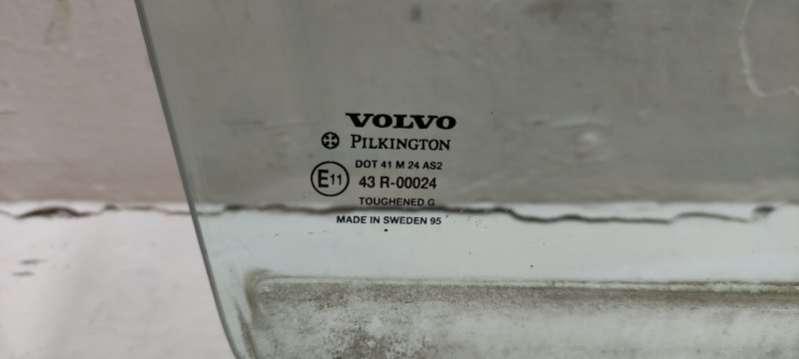 VOLVO
PILKINGTON
DOT 41 M 24 AS2
E11 43 R-00024
TOUGHENED G
MADE IN SWEDEN 95